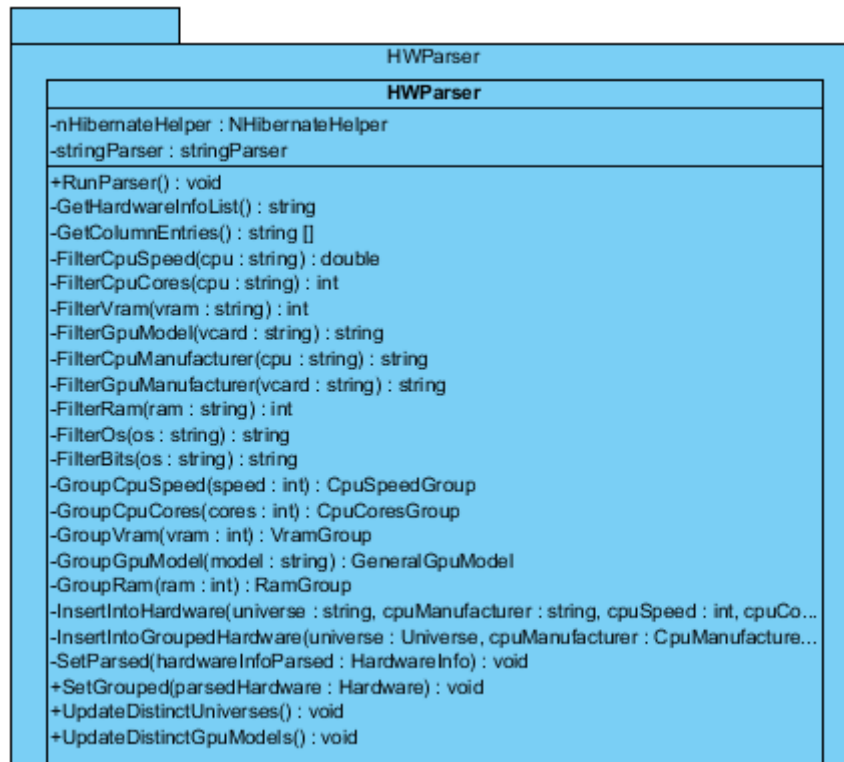 HWParser
HWParser
-nHibernateHelper : NHibernateHelper
-stringParser : stringParser
+RunParser() : void
-GetHardwareInfoList() : string
-GetColumnEntries() : string []
-FilterCpuSpeed(cpu : string) : double
-FilterCpuCores(cpu : string) : int
-FilterVram(vram : string) : int
-FilterGpuModel(vcard : string) : string
-FilterCpuManufacturer(cpu : string) : string
-FilterGpuManufacturer(vcard : string) : string
-FilterRam(ram : string) : int
-FilterOs(os : string) : string
-FilterBits(os : string) : string
-GroupCpuSpeed(speed : int) : CpuSpeedGroup
-GroupCpuCores(cores : int) : CpuCoresGroup
-GroupVram(vram : int) : VramGroup
-GroupGpuModel(model : string) : GeneralGpuModel
-GroupRam(ram : int) : RamGroup
-InsertIntoHardware(universe : string, cpuManufacturer : string, cpuSpeed : int, cpuCo...
-InsertIntoGroupedHardware(universe : Universe, cpuManufacturer : CpuManufacture...
-SetParsed(hardwareInfoParsed : HardwareInfo) : void
+SetGrouped(parsedHardware : Hardware) : void
+UpdateDistinctUniverses() : void
+UpdateDistinctGpuModels() : void